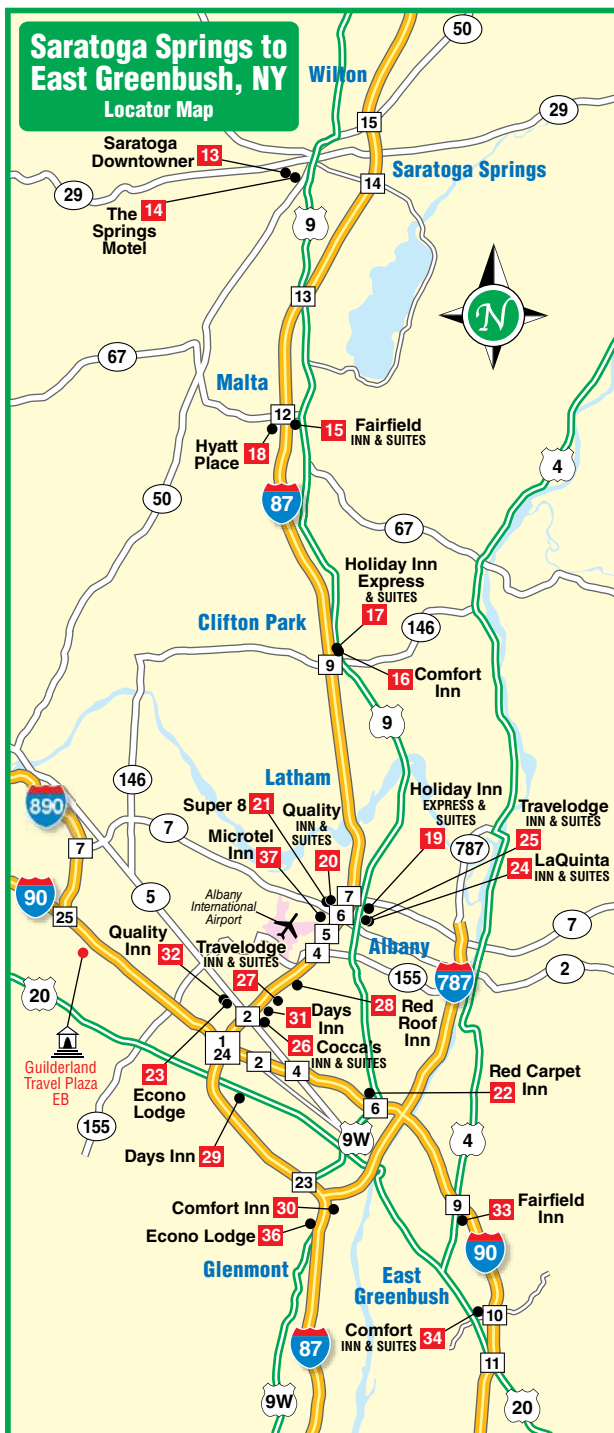 Saratoga Springs to
East Greenbush, NY
Locator Map
50
Wilton
29
15
Saratoga
Downtowner 13
Saratoga Springs
14
29
The 14
Springs
Motel
9
N
13
67
Malta
12
15 Fairfield
INN & SUITES
Hyatt
Place 18
4
87
50
67
Holiday Inn
Express
& SUITES
17
Clifton Park
146
9
16 Comfort
Inn
9
Latham
146
Holiday Inn
EXPRESS &
SUITES
19
Travelodge
INN & SUITES
25
Super 8 21
Quality
INN &
SUITES
20
890
7
Microtel
Inn 37
787
24 LaQuinta
INN & SUITES
7
5
90
7
Albany
International
Airport
6
25
5
7
Quality
Inn 32
Travelodge
INN & SUITES
27
4
Albany
155
2
20
787
28 Red
Roof
Inn
31 Days
Inn
2
26 Cocca's
INN & SUITES
1
24
2
4
Guilderland
Travel Plaza
EB
23
Econo
Lodge
Red Carpet
Inn
22
6
155
9W
4
Days Inn 29
23
9
Comfort Inn 30
33 Fairfield
Inn
Econo Lodge 36
90
Glenmont
East
Greenbush
10
Comfort
INN & SUITES 34
87
11
9W
20